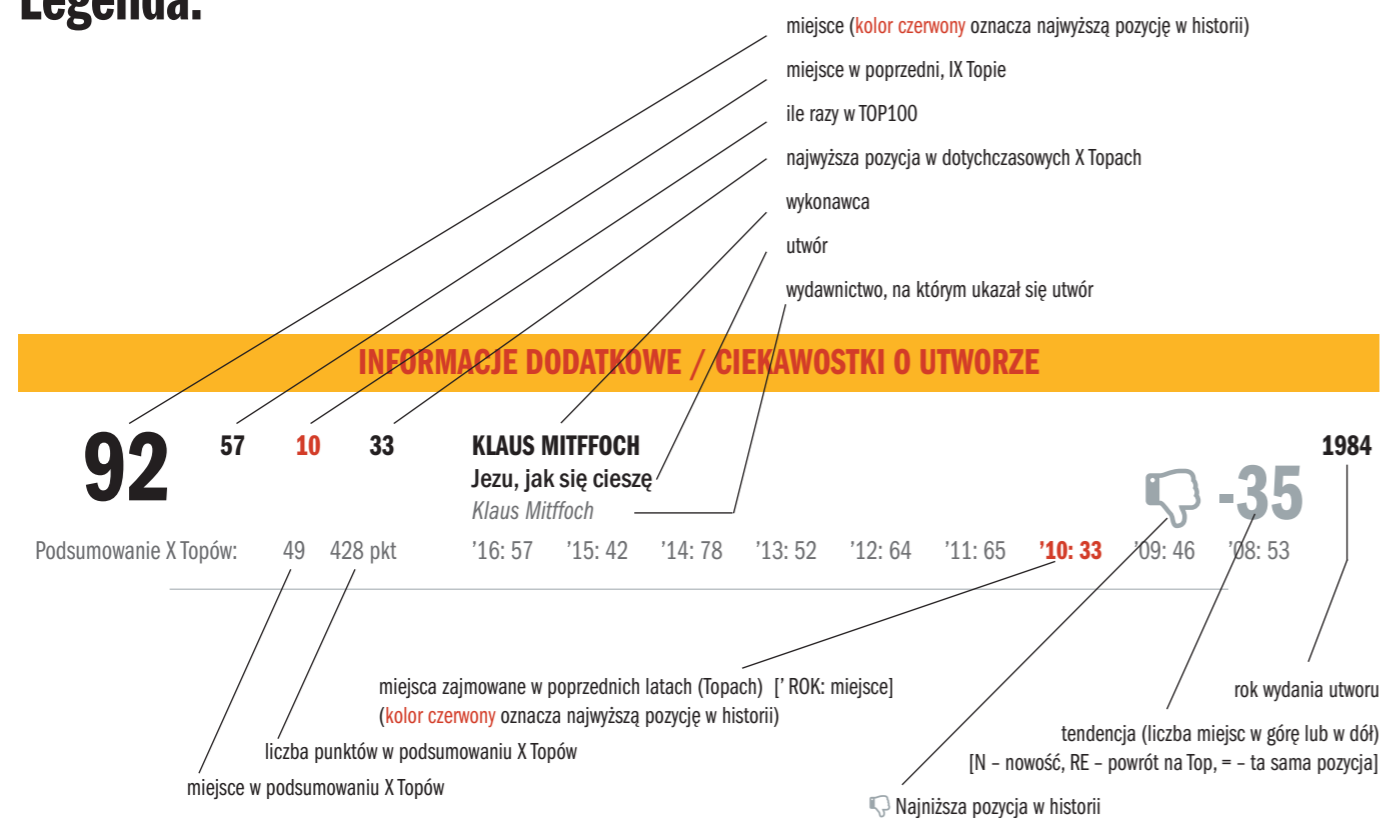 Legenda:
miejsce (kolor czerwony oznacza najwyższą pozycję w historii)
miejsce w poprzedni, IX Topie
ile razy w TOP100
najwyższa pozycja w dotychczasowych X Topach
wykonawca
utwór
wydawnictwo, na którym ukazał się utwór
INFORMACJE DODATKOWE / CIEKAWOSTKI O UTWORZE
92 57 10 33 KLAUS MITFFOCH 1984
Jezu, jak się cieszę
Klaus Mitffoch -35
Podsumowanie X Topów: 49 428 pkt '16: 57 '15: 42 '14: 78 '13: 52 '12: 64 '11: 65 '10: 33 '09: 46 '08: 53
miejsca zajmowane w poprzednich latach (Topach) [' ROK: miejsce]
(kolor czerwony oznacza najwyższą pozycję w historii)
liczba punktów w podsumowaniu X Topów
miejsce w podsumowaniu X Topów
rok wydania utworu
tendencja (liczba miejsc w górę lub w dół)
[N – nowość, RE – powrót na Top, = – ta sama pozycja]
Najniższa pozycja w historii